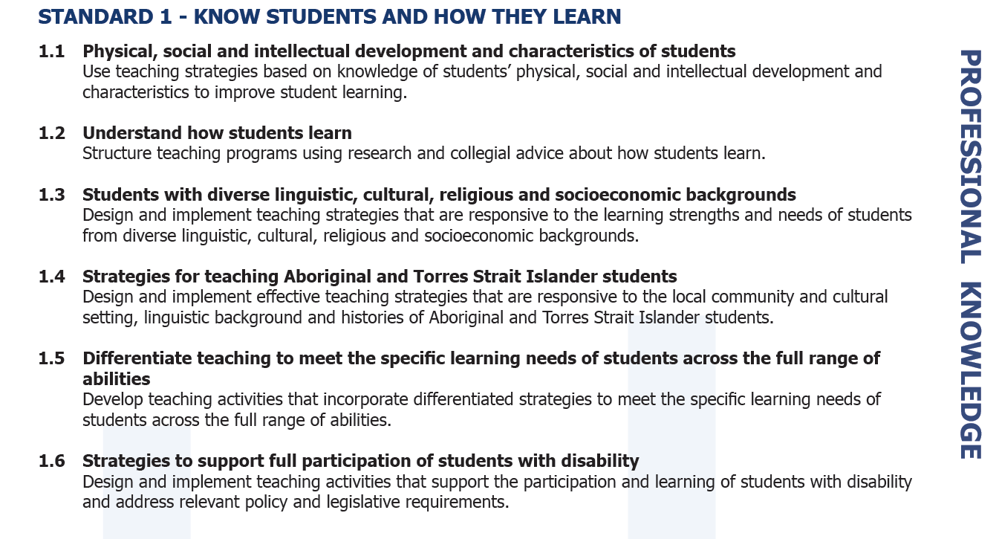 STANDARD 1 - KNOW STUDENTS AND HOW THEY LEARN
1.1 Physical, social and intellectual development and characteristics of students
Use teaching strategies based on knowledge of students’ physical, social and intellectual development and
characteristics to improve student learning.
1.2 Understand how students learn
Structure teaching programs using research and collegial advice about how students learn.
1.3 Students with diverse linguistic, cultural, religious and socioeconomic backgrounds
Design and implement teaching strategies that are responsive to the learning strengths and needs of students
from diverse linguistic, cultural, religious and socioeconomic backgrounds.
1.4 Strategies for teaching Aboriginal and Torres Strait Islander students
Design and implement effective teaching strategies that are responsive to the local community and cultural
setting, linguistic background and histories of Aboriginal and Torres Strait Islander students.
1.5 Differentiate teaching to meet the specific learning needs of students across the full range of
abilities
Develop teaching activities that incorporate differentiated strategies to meet the specific learning needs of
students across the full range of abilities.
1.6 Strategies to support full participation of students with disability
Design and implement teaching activities that support the participation and learning of students with disability
and address relevant policy and legislative requirements.
PROFESSIONAL KNOWLEDGE